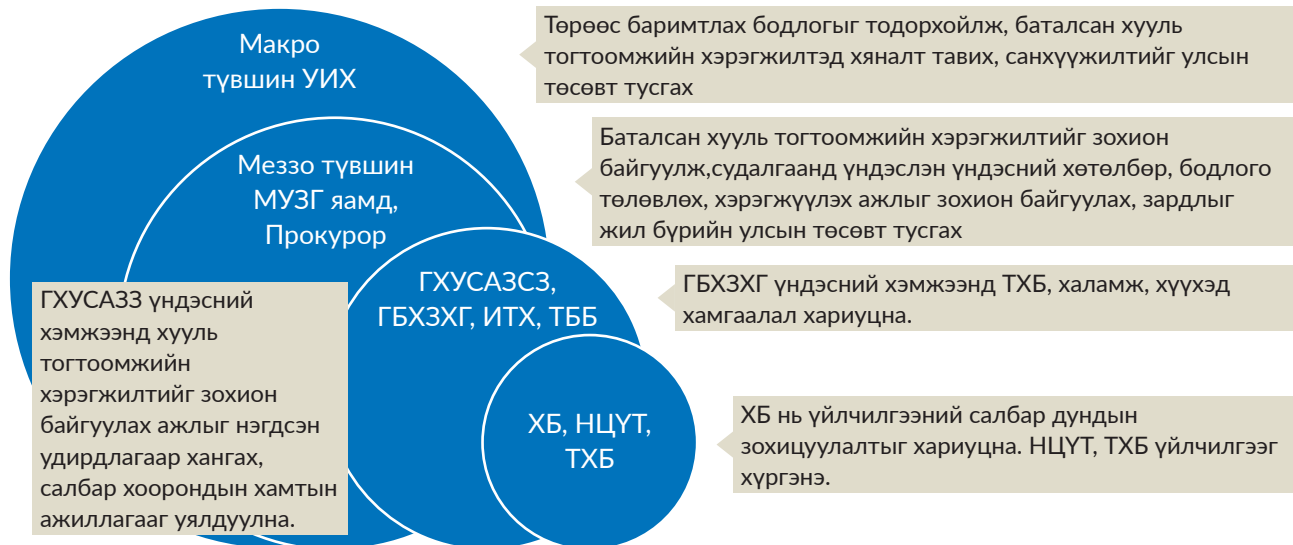 Макро
түвшин УИХ
Төрөөс баримтлах бодлогыг тодорхойлж, баталсан хууль
тогтоомжийн хэрэгжилтэд хяналт тавих, санхүүжилтийг улсын
төсөвт тусгах
Меззо түвшин
МУЗГ яамд,
Прокурор
Баталсан хууль тогтоомжийн хэрэгжилтийг зохион
байгуулж,судалгаанд үндэслэн үндэсний хөтөлбөр, бодлого
төлөвлөх, хэрэгжүүлэх ажлыг зохион байгуулах, зардлыг
жил бүрийн улсын төсөвт тусгах
ГХУСАЗСЗ,
ГБХЗХГ, ИТХ, ТББ
ГБХЗХГ үндэсний хэмжээнд ТХБ, халамж, хүүхэд
хамгаалал хариуцна.
ГХУСАЗЗ үндэсний
хэмжээнд хууль
тогтоомжийн
хэрэгжилтийг зохион
байгуулах ажлыг нэгдсэн
удирдлагаар хангах,
салбар хоорондын хамтын
ажиллагааг уялдуулна.
ХБ, НЦҮТ,
ТХБ
ХБ нь үйлчилгээний салбар дундын
зохицуулалтыг хариуцна. НЦҮТ, ТХБ үйлчилгээг
хүргэнэ.